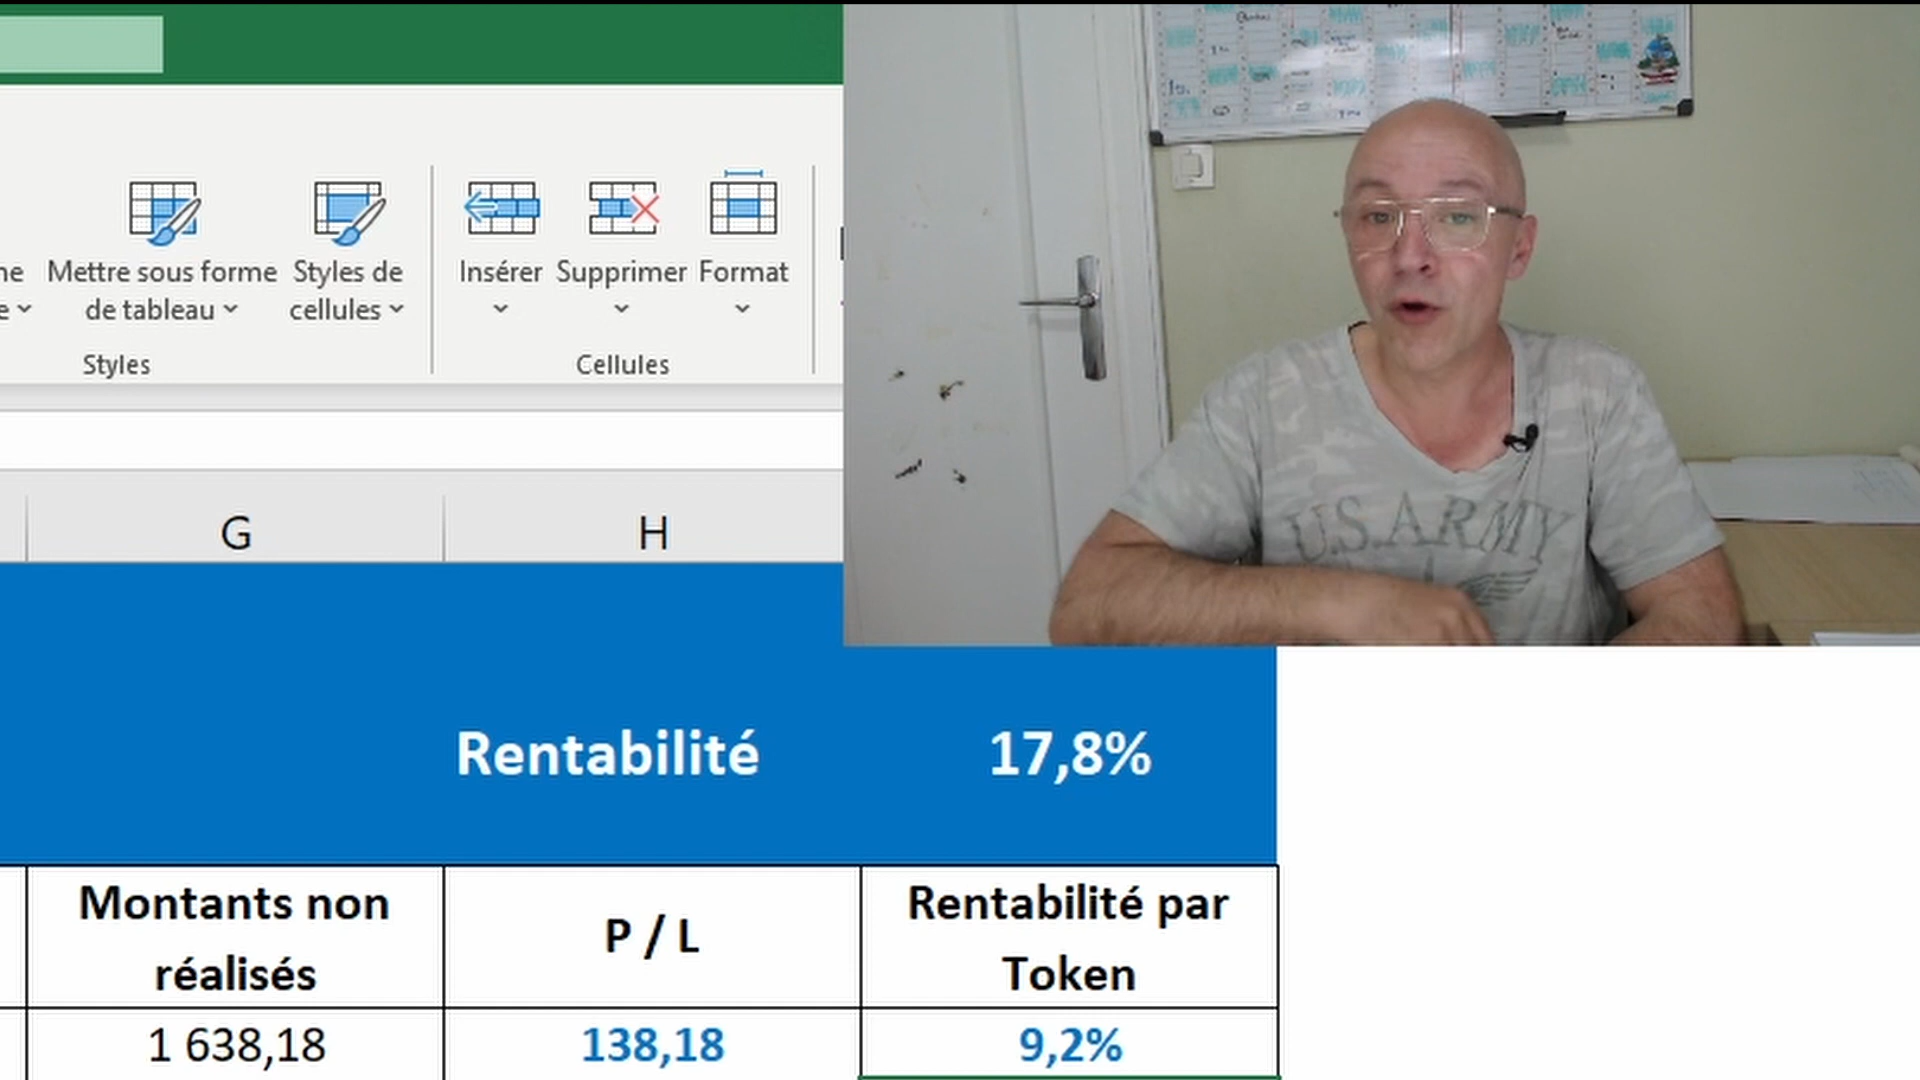 Mettre sous forme
de tableau
Styles de
cellules
Styles
Insérer
Supprimer
Format
Cellules
G
H
U.S.ARMY
Rentabilité
17,8%
Montants non
réalisés
P / L
Rentabilité par
Token
1 638,18
138,18
9,2%